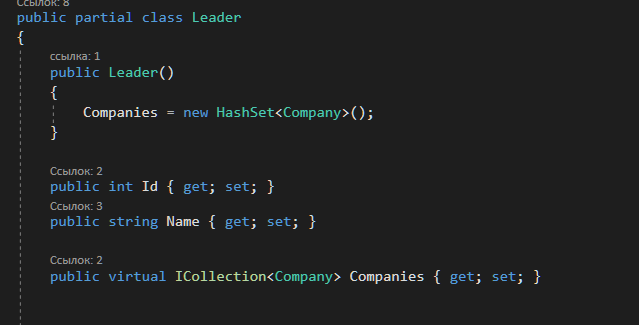 Ссылок: 8
public partial class Leader
{
ссылка: 1
public Leader()
{
Companies = new HashSet<Company>();
}
Ссылок: 2
public int Id { get; set; }
Ссылок: 3
public string Name { get; set; }
Ссылок: 2
public virtual ICollection<Company> Companies { get; set; }